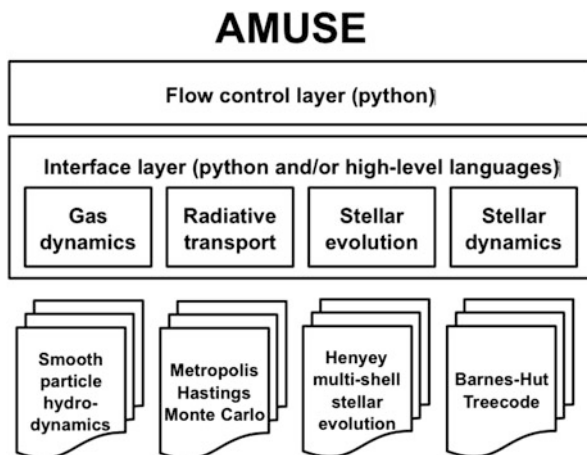 AMUSE
Flow control layer (python)
Interface layer (python and/or high-level languages)
Gas
dynamics
Radiative
transport
Stellar
evolution
Stellar
dynamics
Smooth
particle
hydro-
dynamics
Metropolis
Hastings
Monte Carlo
Henyey
multi-shell
stellar
evolution
Barnes-Hut
Treecode